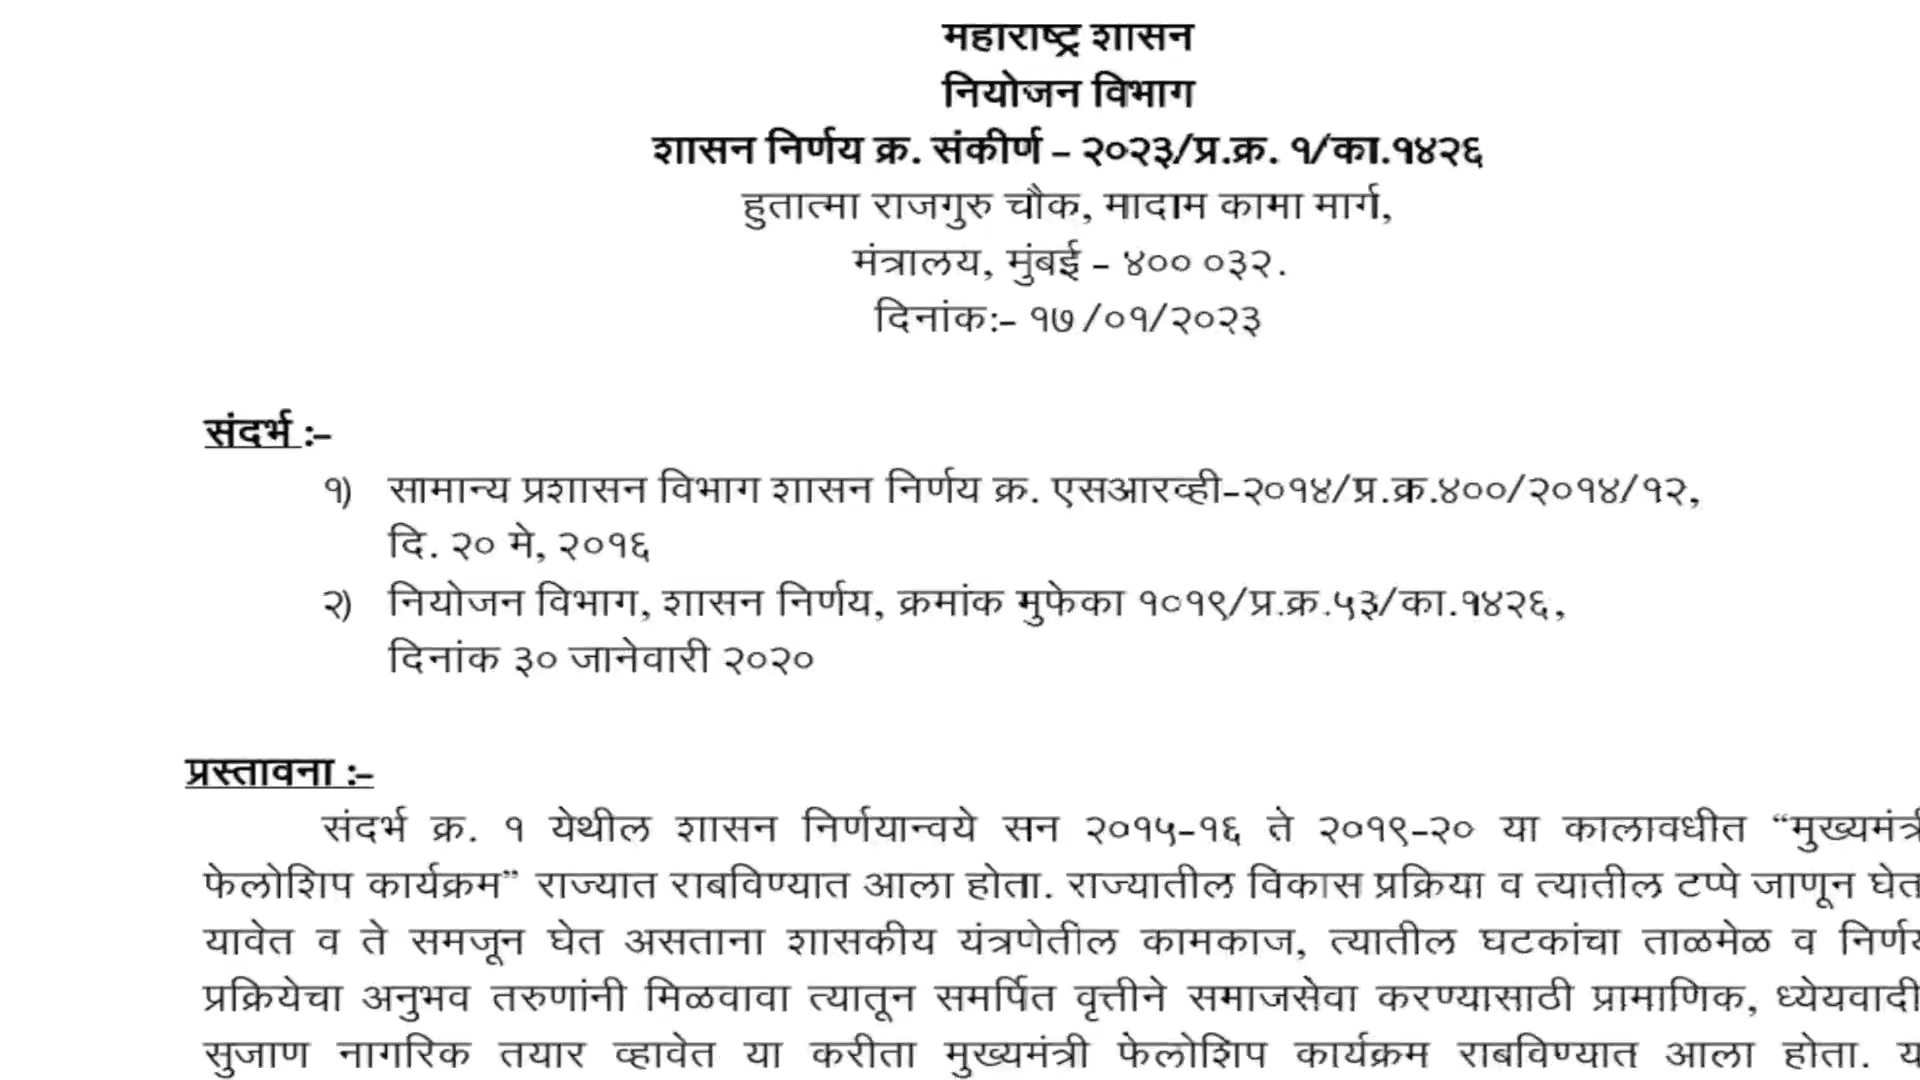 महाराष्ट्र शासन
नियोजन विभाग
शासन निर्णय क्र. संकीर्ण – २०२३/प्र.क्र. १/का.१४२६
हुतात्मा राजगुरु चौक, मादाम कामा मार्ग,
मंत्रालय, मुंबई – ४०० ०३२.
दिनांक:– १७/०१/२०२३
संदर्भ :–
१) सामान्य प्रशासन विभाग शासन निर्णय क्र. एसआरव्ही–२०१४/प्र.क्र.४००/२०१४/१२,
दि. २० मे, २०१६
२) नियोजन विभाग, शासन निर्णय, क्रमांक मुफेका १०१९/प्र.क्र.५३/का.१४२६,
दिनांक ३० जानेवारी २०२०
प्रस्तावना :–
संदर्भ क्र. १ येथील शासन निर्णयान्वये सन २०१५–१६ ते २०१९–२० या कालावधीत “मुख्यमंत्री
फेलोशिप कार्यक्रम” राज्यात राबविण्यात आला होता. राज्यातील विकास प्रक्रिया व त्यातील टप्पे जाणून घेत
यावेत व ते समजून घेत असताना शासकीय यंत्रणेतील कामकाज, त्यातील घटकांचा ताळमेळ व निर्णय
प्रक्रियेचा अनुभव तरुणांनी मिळवावा त्यातून समर्पित वृत्तीने समाजसेवा करण्यासाठी प्रामाणिक, ध्येयवादी
सुजाण नागरिक तयार व्हावेत या करीता मुख्यमंत्री फेलोशिप कार्यक्रम राबविण्यात आला होता.